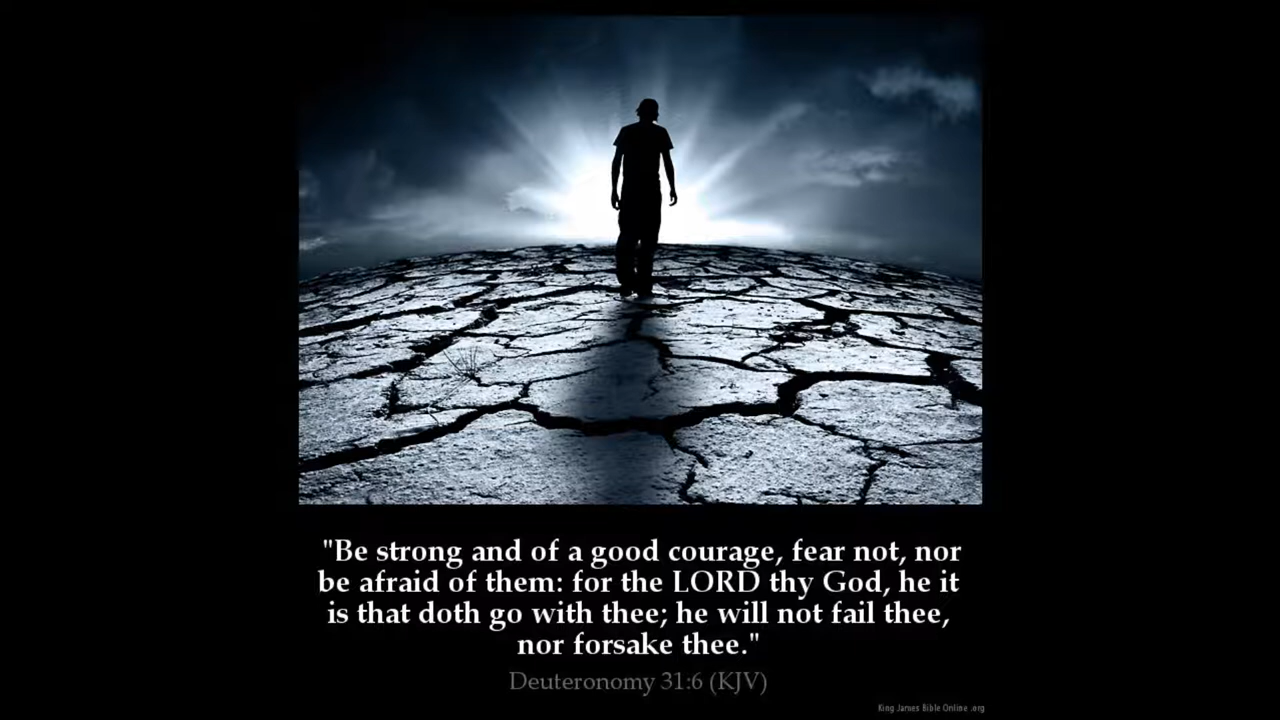 "Be strong and of a good courage, fear not, nor
be afraid of them: for the LORD thy God, he it
is that doth go with thee; he will not fail thee,
nor forsake thee."
Deuteronomy 31:6 (KJV)
King James Bible Online .org